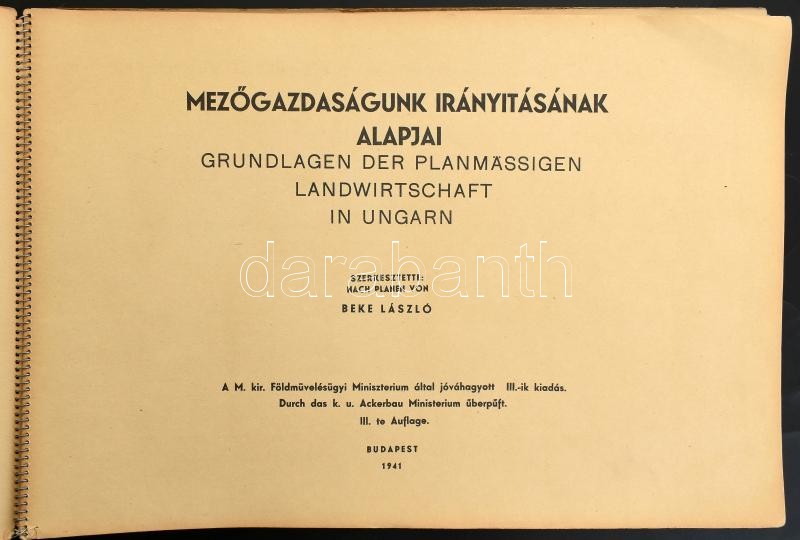 MEZŐGAZDASÁGUNK IRÁNYITÁSÁNAK
ALAPJAI
GRUNDLAGEN DER PLANMÄSSIGEN
LANDWIRTSCHAFT
IN UNGARN
darabanth
SZERKESZTETTE:
NACH PLANEN VON
BEKE LÁSZLÓ
A M. kir. Földmüvelésügyi Miniszterium által jóváhagyott III.-ik kiadás.
Durch das k. u. Ackerbau Ministerium überpüft.
III. te Auflage.
BUDAPEST
1941